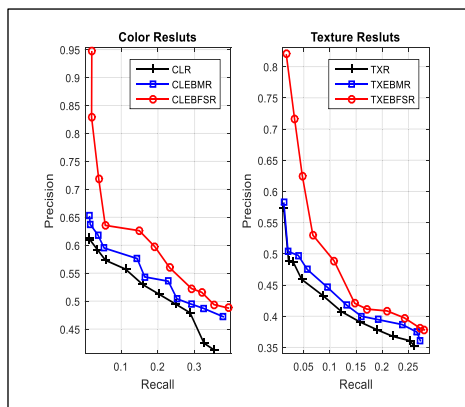 Color Resluts
Precision
0.95
0.9
0.85
0.8
0.75
0.7
0.65
0.6
0.55
0.5
0.45
CLR
CLEBMR
CLEBFSR
0.1
0.2
0.3
Recall
Texture Resluts
Precision
0.8
0.75
0.7
0.65
0.6
0.55
0.5
0.45
0.4
0.35
TXR
TXEBMR
TXEBFSR
0.05
0.1
0.15
0.2
0.25
Recall